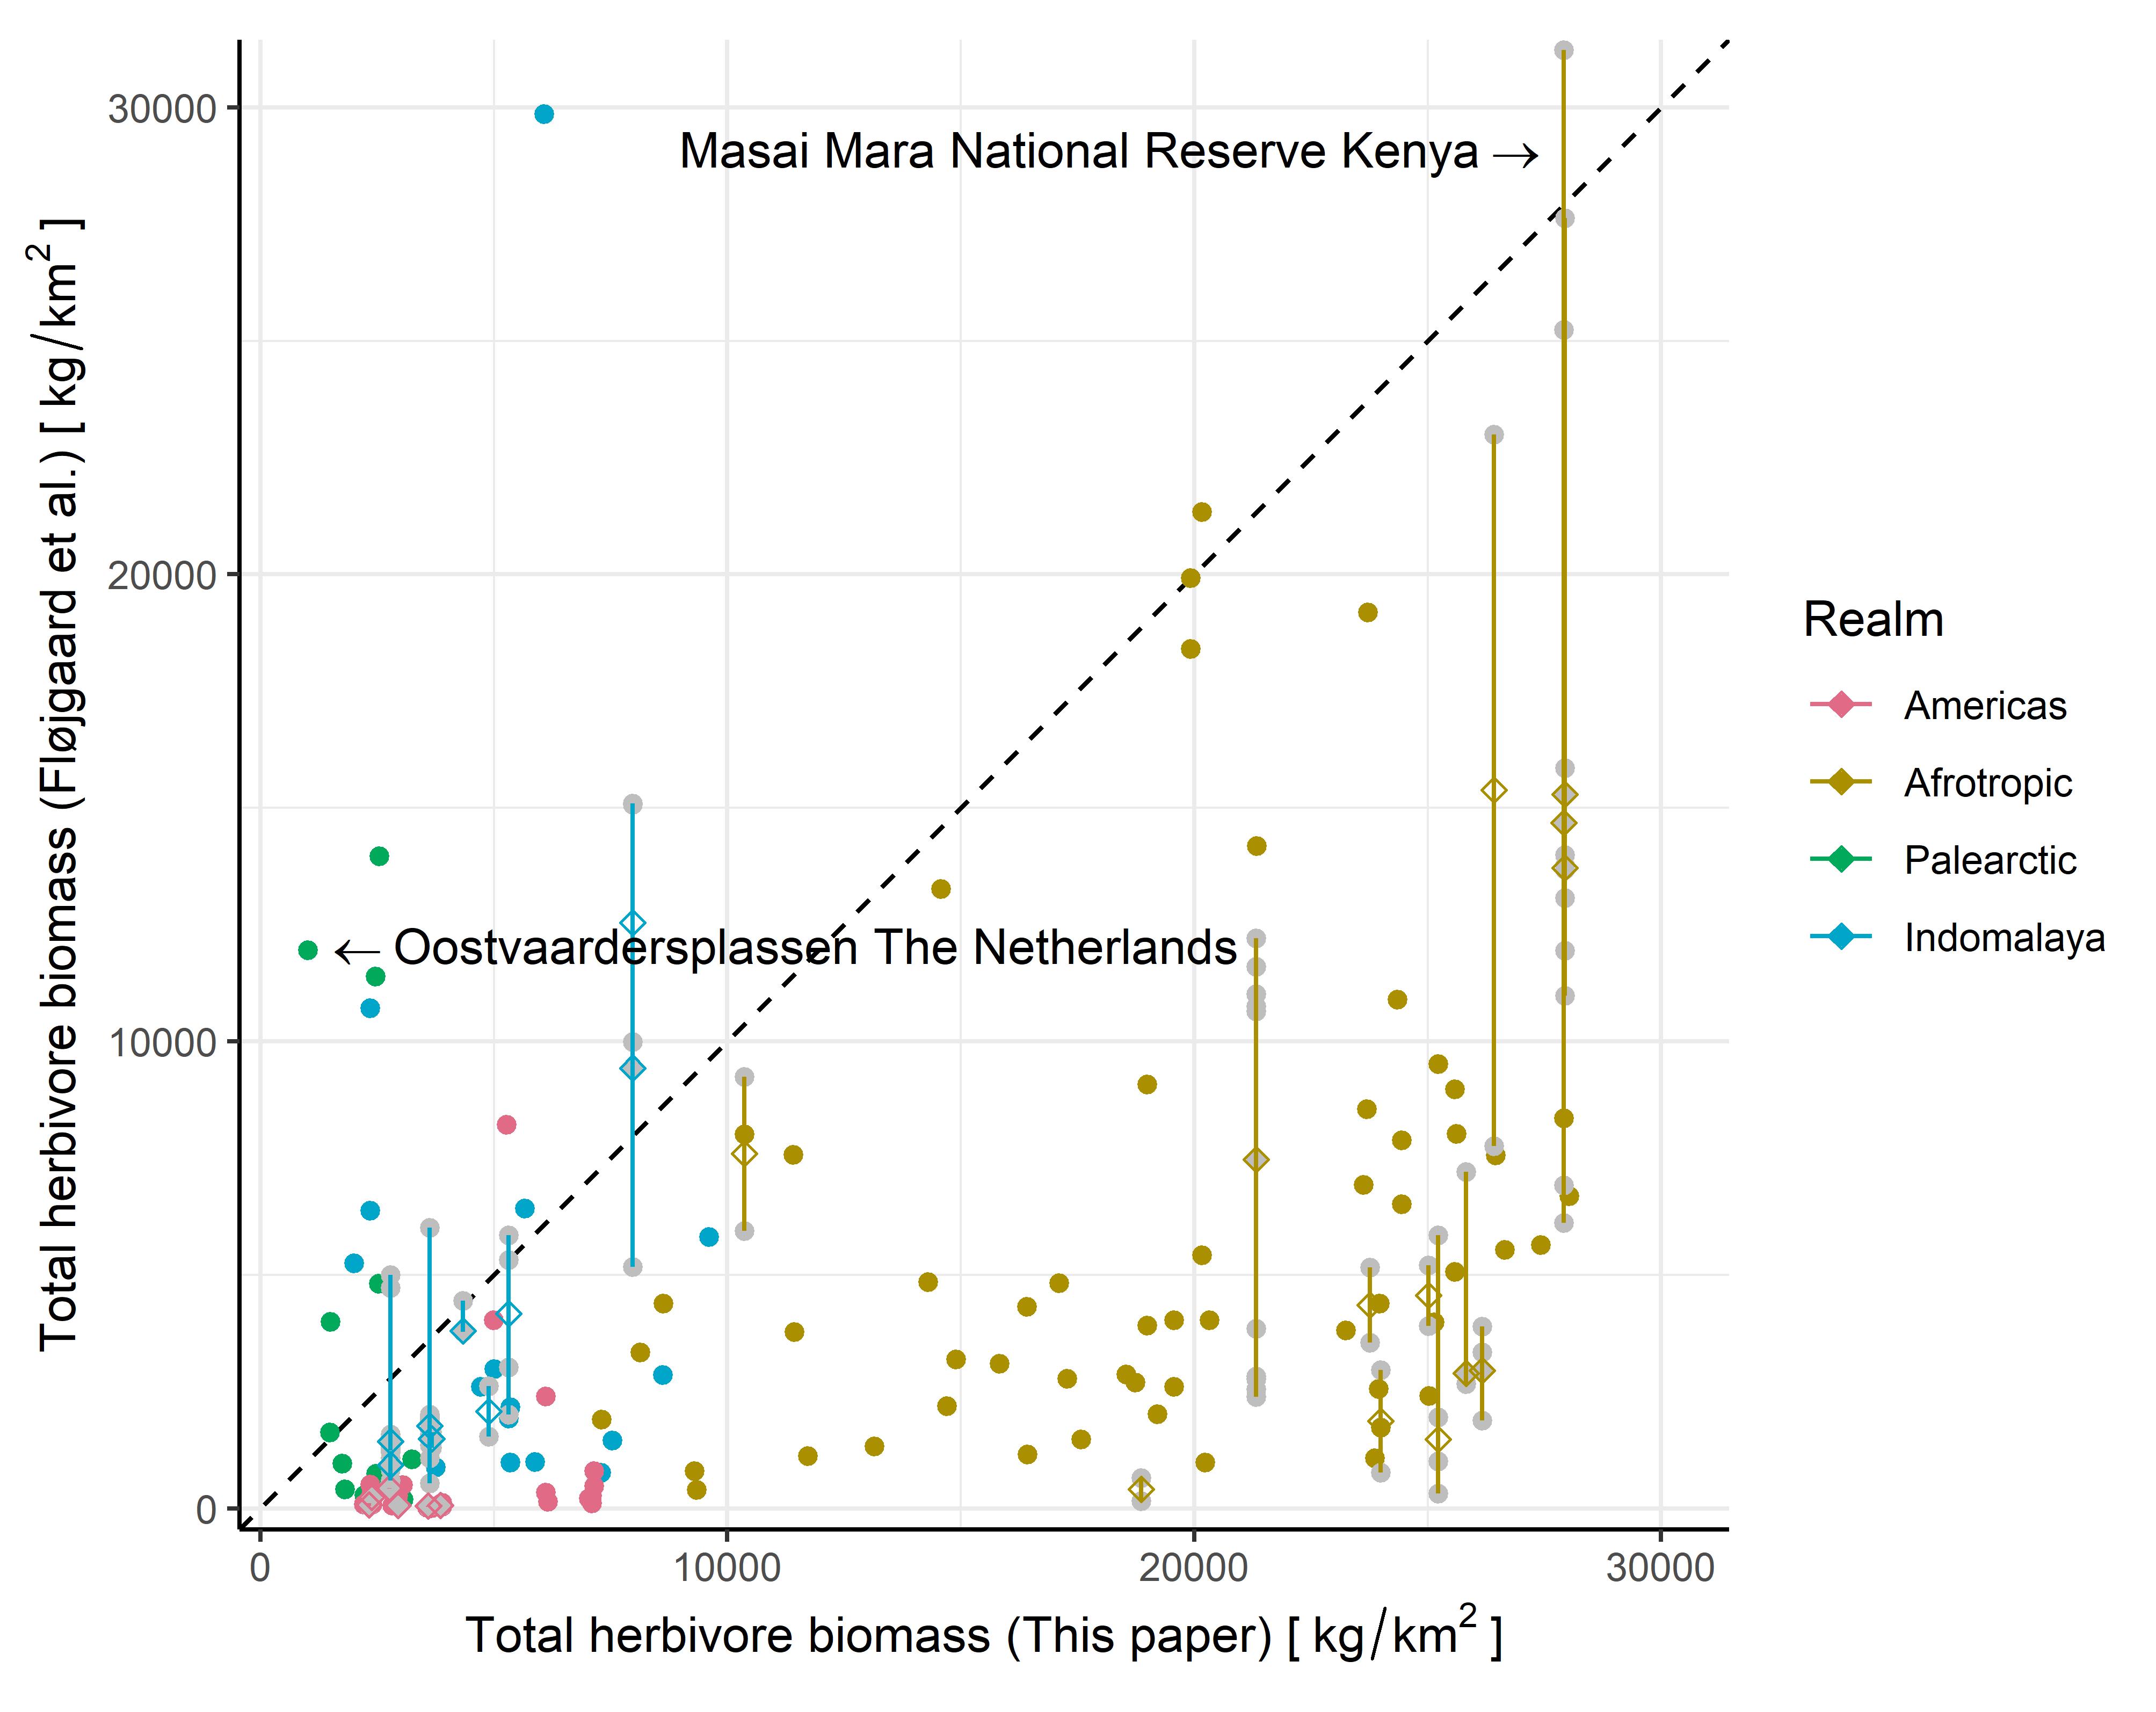 Total herbivore biomass (Fløjgaard et al.) [ kg/km² ]
30000
20000
10000
0
Masai Mara National Reserve Kenya →
← Oostvaardersplassen The Netherlands
0 10000 20000 30000
Total herbivore biomass (This paper) [ kg/km² ]
Realm
Americas
Afrotropic
Palearctic
Indomalaya